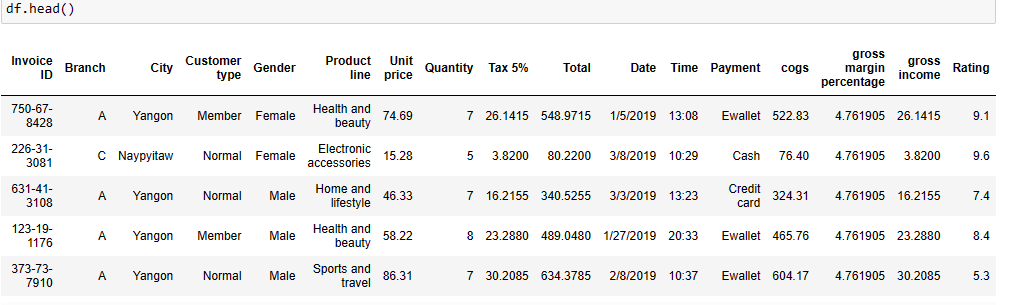 df.head()
Invoice ID Branch City Customer type Gender Product line Unit price Quantity Tax 5% Total Date Time Payment cogs gross margin percentage gross income Rating
750-67-8428 A Yangon Member Female Health and beauty 74.69 7 26.1415 548.9715 1/5/2019 13:08 Ewallet 522.83 4.761905 26.1415 9.1
226-31-3081 C Naypyitaw Normal Female Electronic accessories 15.28 5 3.8200 80.2200 3/8/2019 10:29 Cash 76.40 4.761905 3.8200 9.6
631-41-3108 A Yangon Normal Male Home and lifestyle 46.33 7 16.2155 340.5255 3/3/2019 13:23 Credit card 324.31 4.761905 16.2155 7.4
123-19-1176 A Yangon Member Male Health and beauty 58.22 8 23.2880 489.0480 1/27/2019 20:33 Ewallet 465.76 4.761905 23.2880 8.4
373-73-7910 A Yangon Normal Male Sports and travel 86.31 7 30.2085 634.3785 2/8/2019 10:37 Ewallet 604.17 4.761905 30.2085 5.3